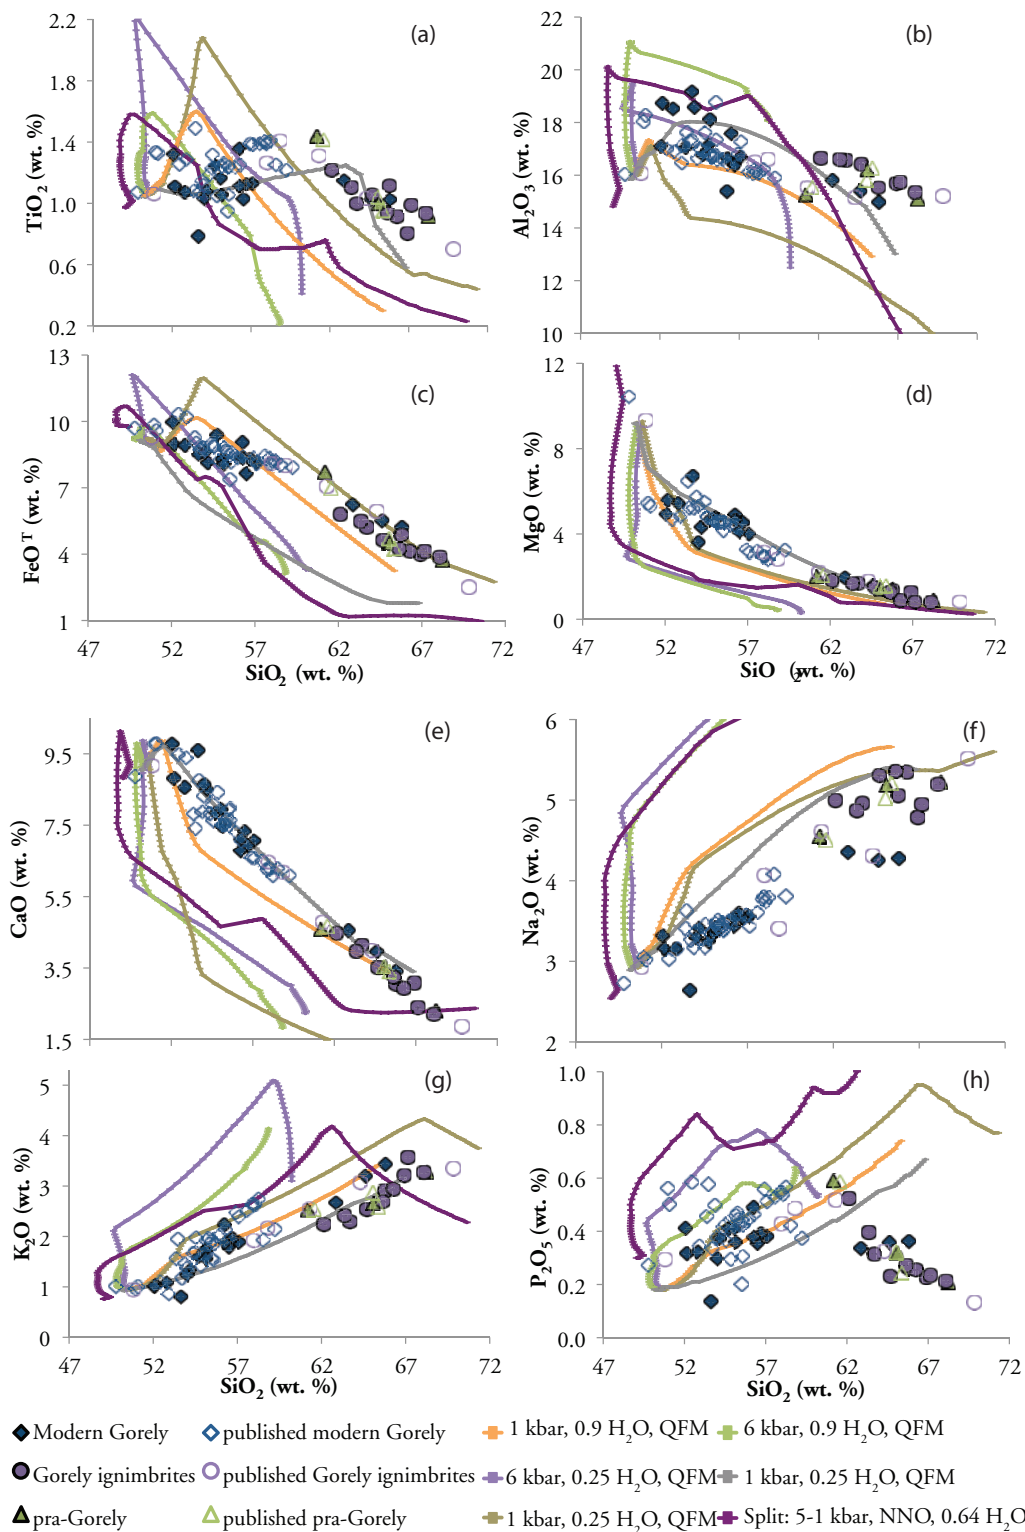 (a)
TiO2 (wt. %)
2.2
1.8
1.4
1.0
0.6
0.2
(b)
Al2O3 (wt. %)
22
20
18
16
14
12
10
(c)
FeO T (wt. %)
13
10
7
4
1
47 52 57 62 67 72
SiO2 (wt. %)
(d)
MgO (wt. %)
12
8
4
0
47 52 57 62 67 72
SiO2 (wt. %)
(e)
CaO (wt. %)
9.5
7.5
5.5
3.5
1.5
(f)
Na2O (wt. %)
6
5
4
3
2
(g)
K2O (wt. %)
5
4
3
2
1
0
47 52 57 62 67 72
SiO2 (wt. %)
(h)
P2O5 (wt. %)
1.0
0.8
0.6
0.4
0.2
0.0
47 52 57 62 67 72
SiO2 (wt. %)
Modern Gorely published modern Gorely 1 kbar, 0.9 H2O, QFM 6 kbar, 0.9 H2O, QFM
Gorely ignimbrites published Gorely ignimbrites 6 kbar, 0.25 H2O, QFM 1 kbar, 0.25 H2O, QFM
pra-Gorely published pra-Gorely 1 kbar, 0.25 H2O, QFM Split: 5-1 kbar, NNO, 0.64 H2O